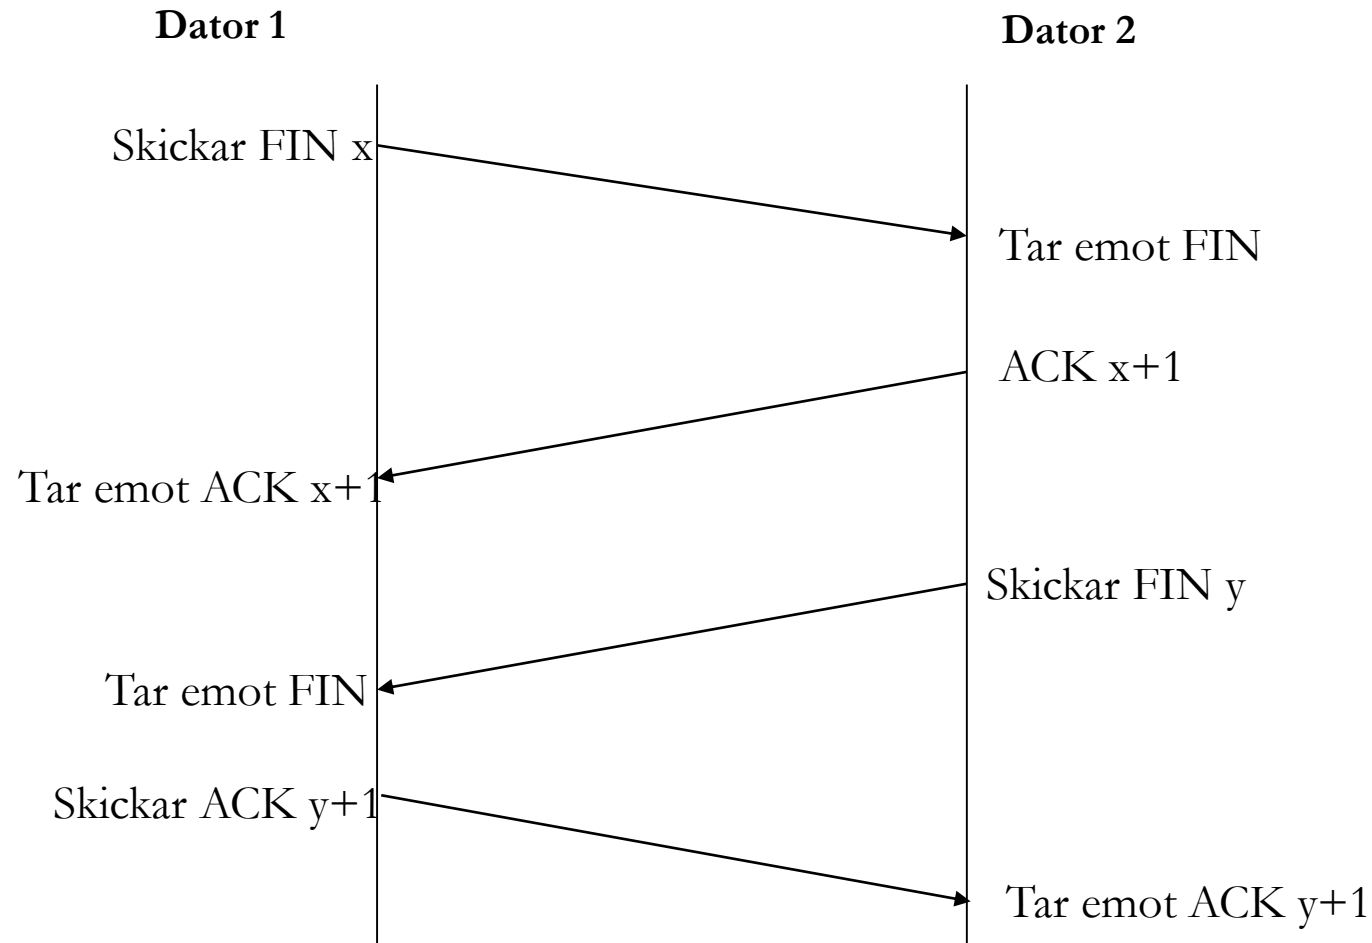 Dator 1
Dator 2
Skickar FIN x
Tar emot FIN
ACK x+1
Tar emot ACK x+1
Skickar FIN y
Tar emot FIN
Skickar ACK y+1
Tar emot ACK y+1